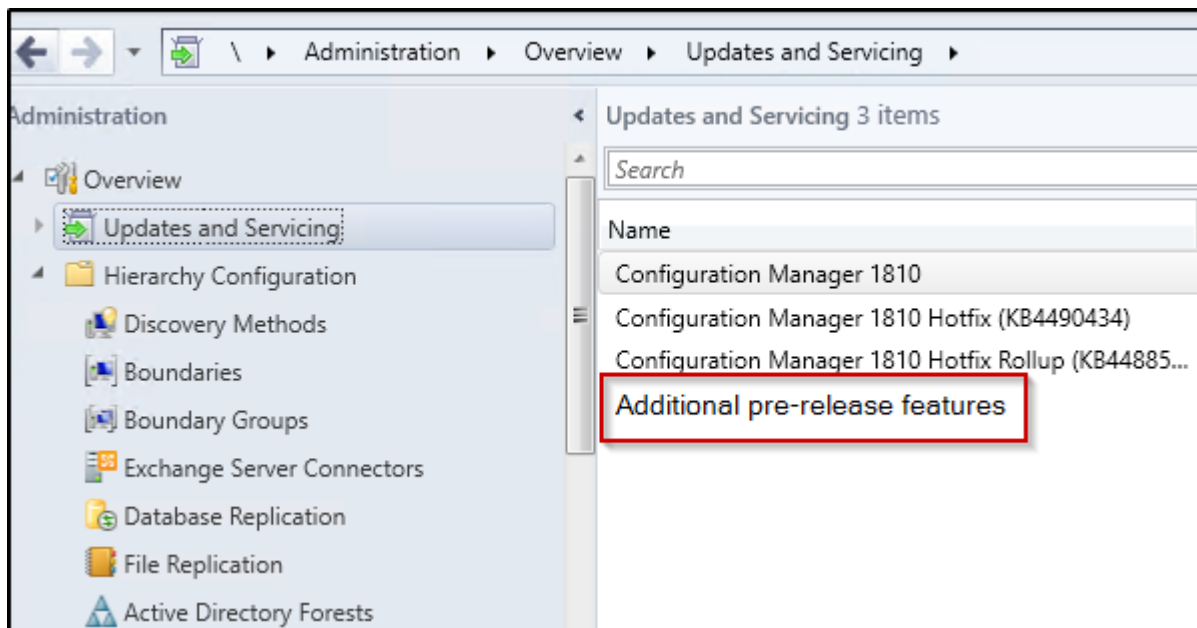 \ Administration Overview Updates and Servicing
Administration
Overview
Updates and Servicing
Hierarchy Configuration
Discovery Methods
Boundaries
Boundary Groups
Exchange Server Connectors
Database Replication
File Replication
Active Directory Forests
Updates and Servicing 3 items
Search
Name
Configuration Manager 1810
Configuration Manager 1810 Hotfix (KB4490434)
Configuration Manager 1810 Hotfix Rollup (KB44885...
Additional pre-release features